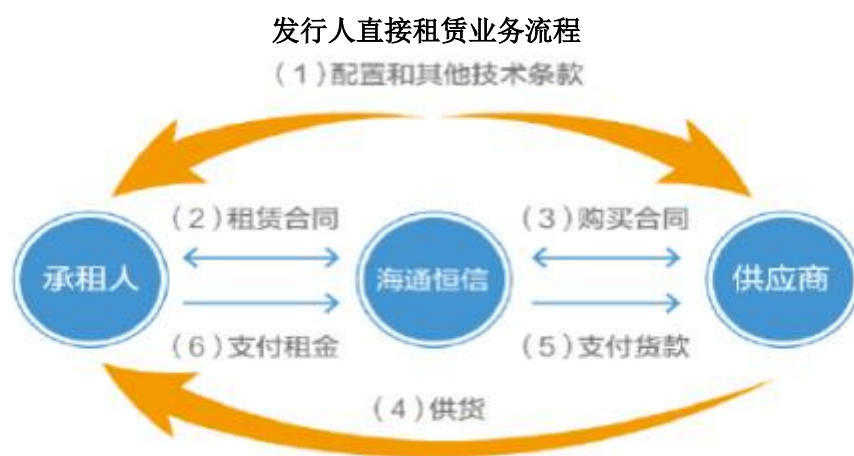 发行人直接租赁业务流程
(1)配置和其他技术条款
(2)租赁合同
(3)购买合同
承租人
海通恒信
供应商
(6)支付租金
(5)支付货款
(4)供货